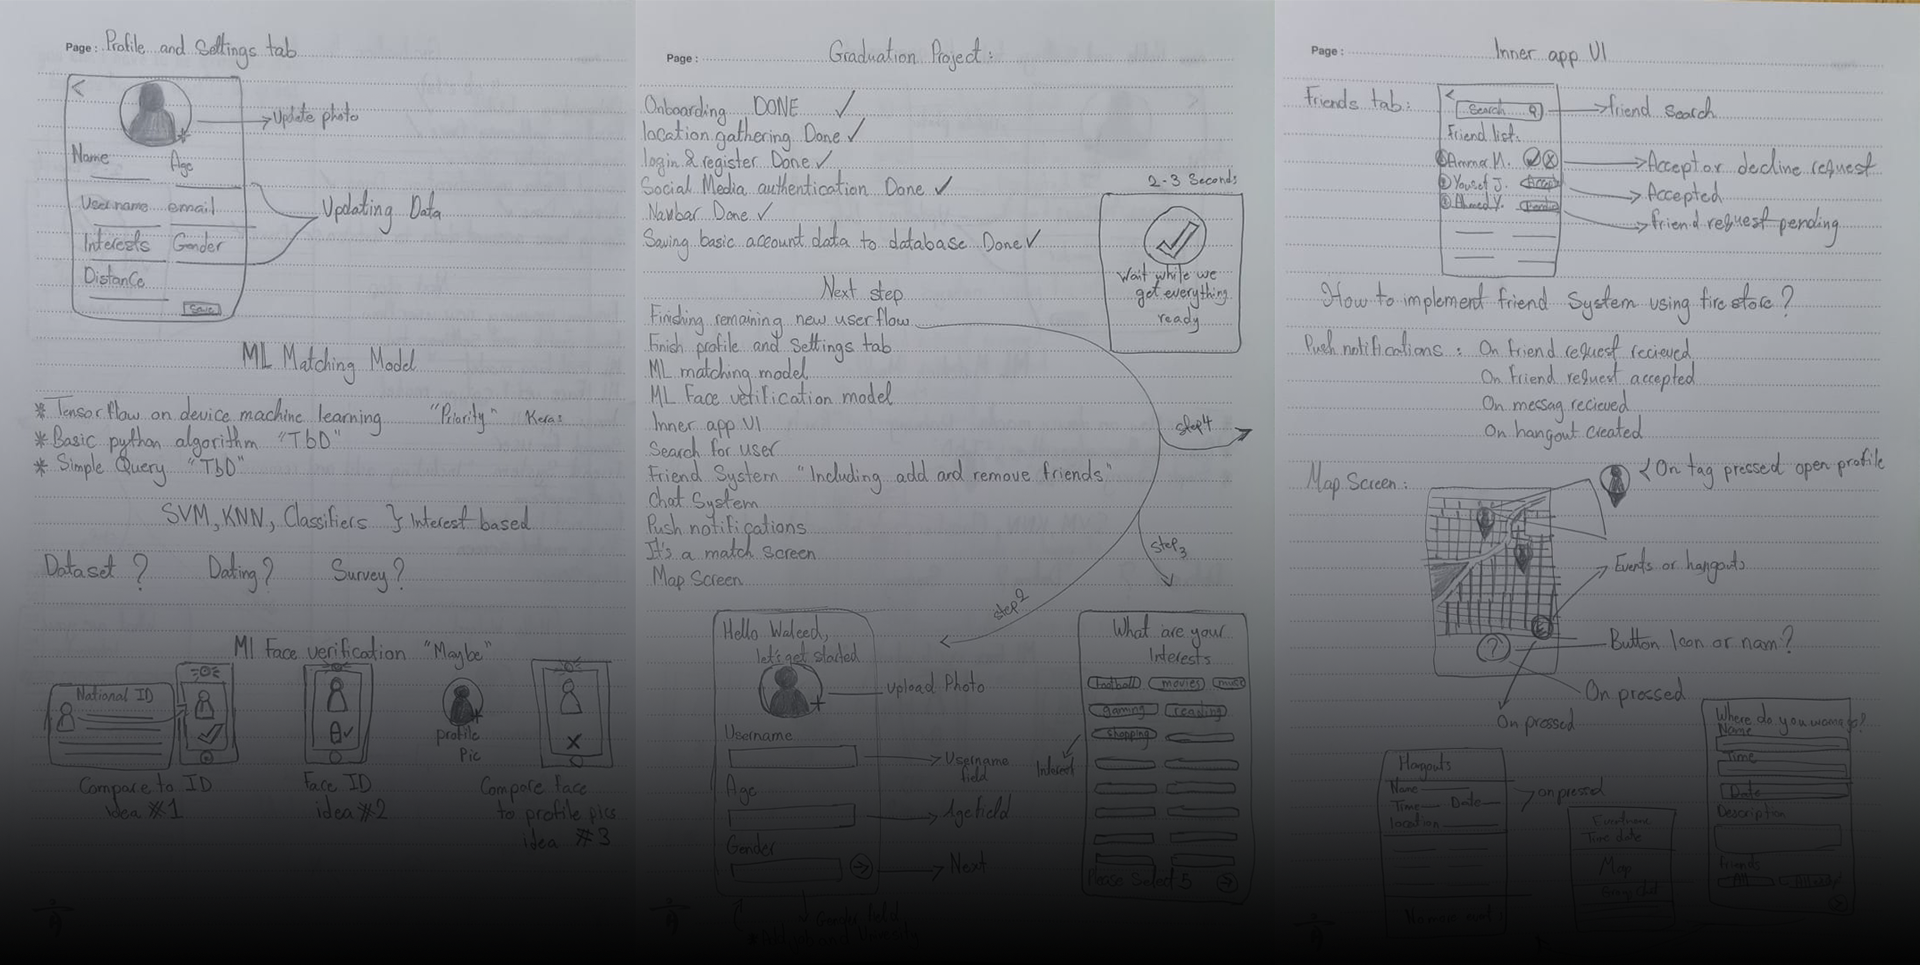 Page: Profile and Settings tab
<
Update photo
Name
Age
Username email
Updating Data
Interests Gender
Distance
Save
ML Matching Model
* Tensorflow on device machine learning "Priority" Keras
* Basic python algorithm "TbD"
* Simple Query "TbD"
SVM, KNN, Classifiers } Interest based
Dataset ? Dating? Survey?
Ml Face verification "Maybe"
National ID
profile
Pic
Compare to ID
idea #1
Face ID
idea #2
Compare face
to profile pics
idea #3
Page: Graduation Project:
Onboarding DONE ✓
location gathering Done ✓
login & register Done ✓
Social Media authentication Done ✓
Navbar Done ✓
Saving basic account data to database Done ✓
2-3 Seconds
Wait while we
get everything
ready
Next step
Finishing remaining new user flow
Finish profile and Settings tab
ML matching model
ML Face verification model
Inner app UI
Search for user
Friend System "Including add and remove friends"
Chat System
Push notifications
It's a match Screen
Map Screen
step4
step3
step2
Hello Waleed,
let's get started
Upload Photo
Username
Username
field
Age
Age field
Gender
Next
Gender field
What are your
Interests
football movies
gaming reading
shopping
Interest
Please Select 5
Page: Inner app UI
Friends tab:
<
Search
friend search
Friend list:
Ammar N.
Accept or decline request
Yousef J.
Accepted
Ahmed Y.
friend request pending
How to implement friend System using fire store?
Push notifications : On friend request recieved
On friend request accepted
On messag recieved
On hangout created
Map Screen:
< On tag pressed open profile
Events or hangouts
E
?
Button Icon or nam?
On pressed
On pressed
Hangouts
Name
Time Date
location
on pressed
Time date
Map
Where do you wanna go?
Name
Time
Date
Description
Friends
All